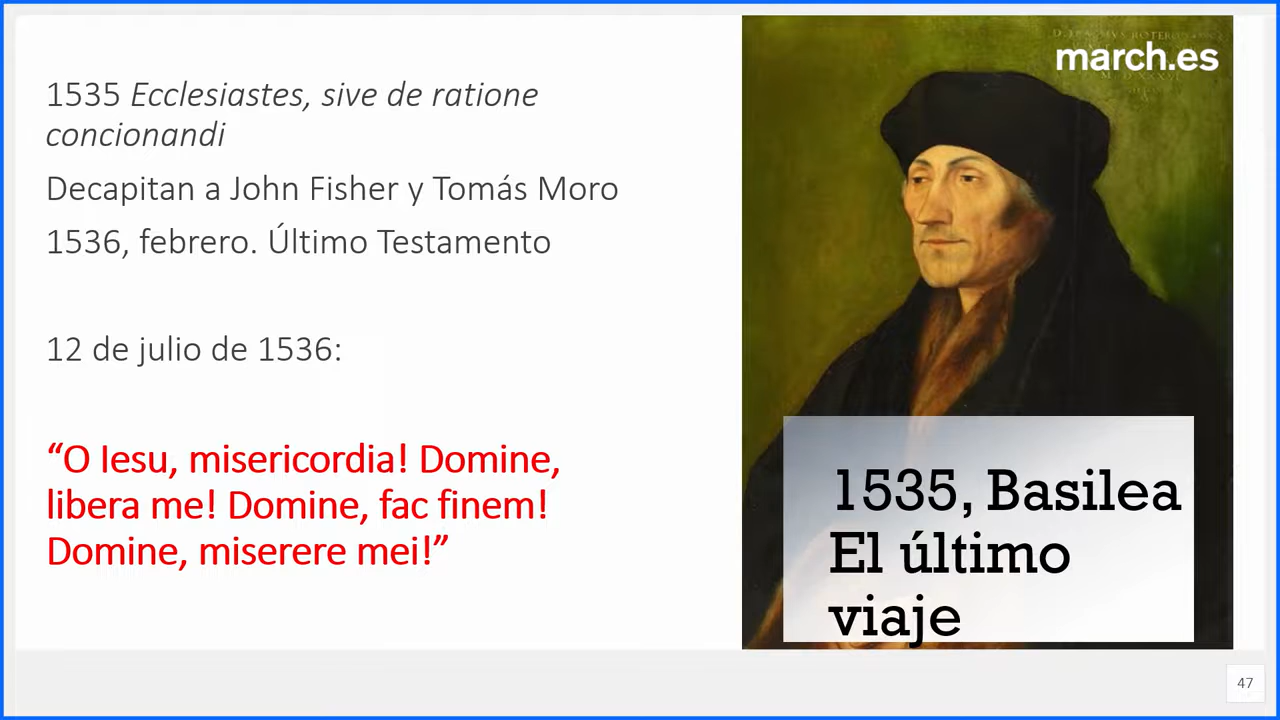 1535 Ecclesiastes, sive de ratione
concionandi
Decapitan a John Fisher y Tomás Moro
1536, febrero. Último Testamento
12 de julio de 1536:
“O Iesu, misericordia! Domine,
libera me! Domine, fac finem!
Domine, miserere mei!”
march.es
1535, Basilea
El último
viaje
47